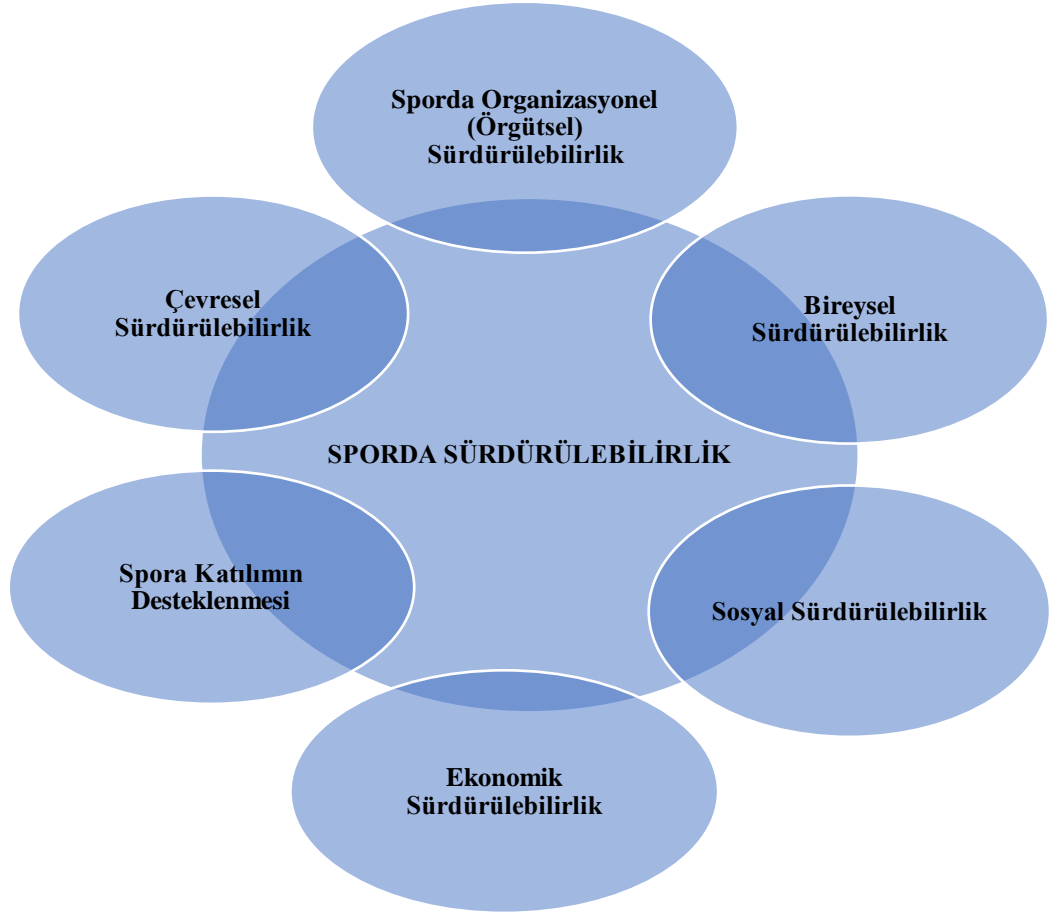 Sporda Organizasyonel
(Örgütsel)
Sürdürülebilirlik
Çevresel
Sürdürülebilirlik
Bireysel
Sürdürülebilirlik
SPORDA SÜRDÜRÜLEBİLİRLİK
Spora Katılımın
Desteklenmesi
Sosyal Sürdürülebilirlik
Ekonomik
Sürdürülebilirlik